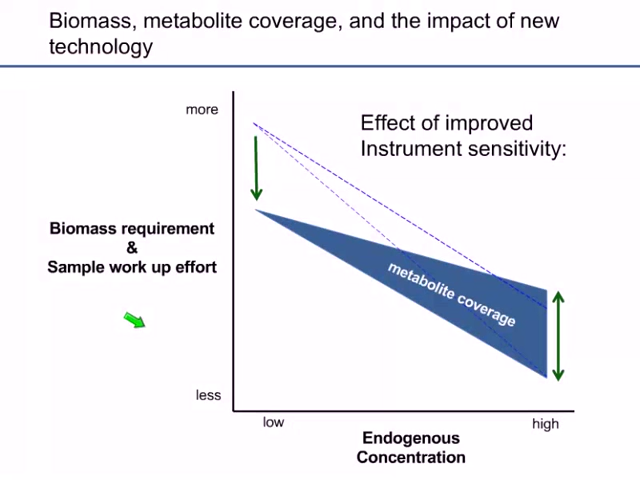 Biomass, metabolite coverage, and the impact of new
technology
more
Effect of improved
Instrument sensitivity:
Biomass requirement
&
Sample work up effort
metabolite coverage
less
low
high
Endogenous
Concentration